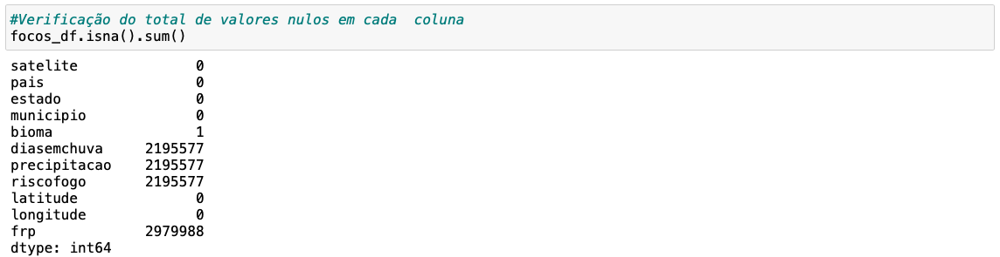 #Verificação do total de valores nulos em cada  coluna
focos_df.isna().sum()
satelite               0
pais                   0
estado                 0
municipio              0
bioma                  1
diasemchuva      2195577
precipitacao     2195577
riscofogo        2195577
latitude               0
longitude              0
frp              2979988
dtype: int64